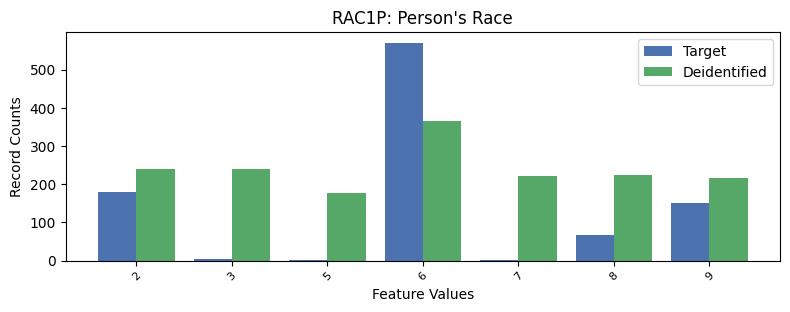 RAC1P: Person's Race
Record Counts
500
400
300
200
100
0
Target
Deidentified
2 3 5 6 7 8 9
Feature Values